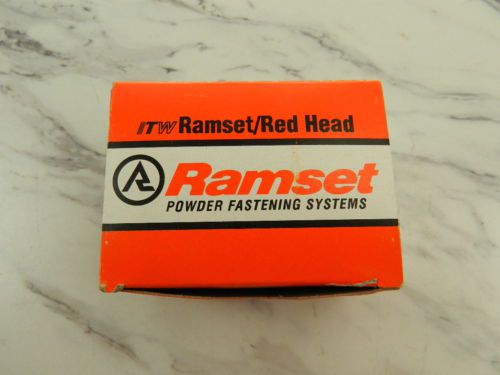 ITW Ramset/Red Head
Ramset
POWDER FASTENING SYSTEMS